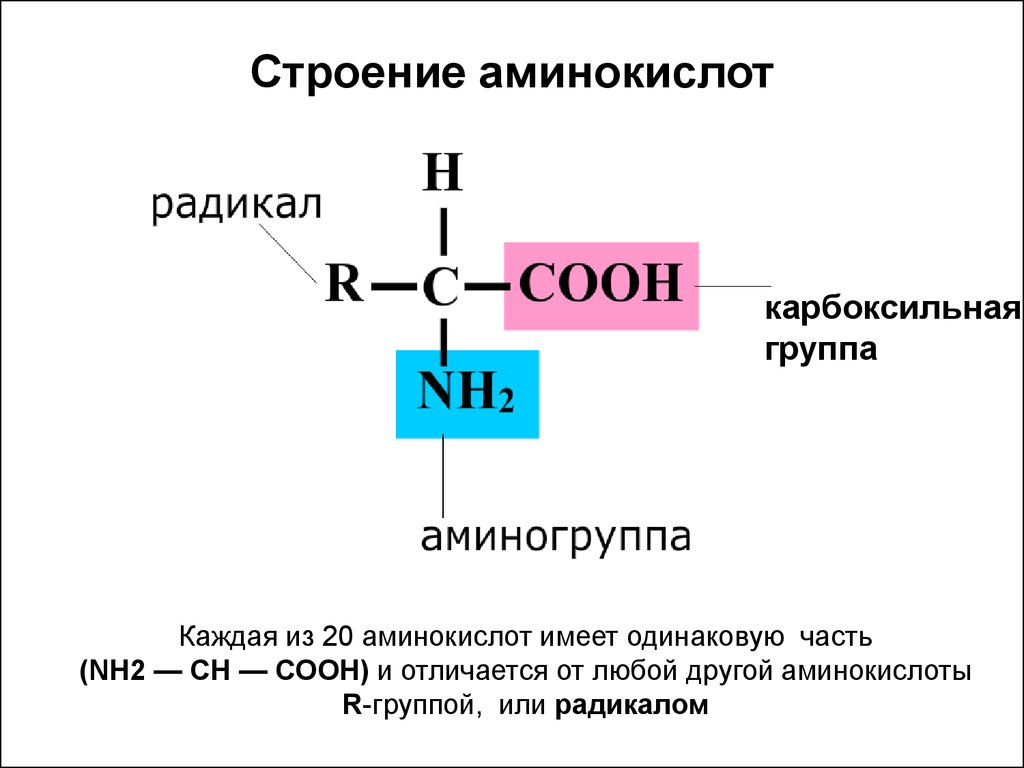 Строение аминокислот
H
радикал
R — C — COOH
карбоксильная
группа
NH₂
аминогруппа
Каждая из 20 аминокислот имеет одинаковую часть
(NH2 — CH — COOH) и отличается от любой другой аминокислоты
R-группой, или радикалом